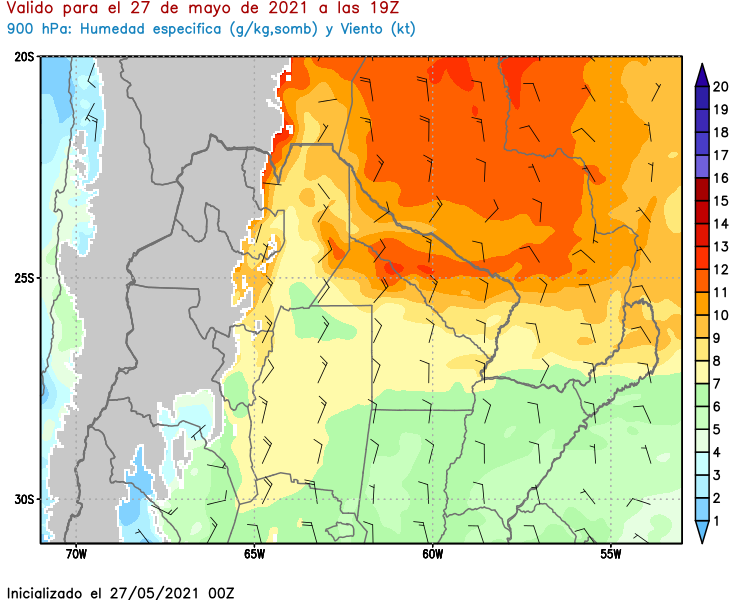 Valido para el 27 de mayo de 2021 a las 19Z
900 hPa: Humedad especifica (g/kg,somb) y Viento (kt)
20S
25S
30S
70W
65W
60W
55W
20
19
18
17
16
15
14
13
12
11
10
9
8
7
6
5
4
3
2
1
Inicializado el 27/05/2021 00Z